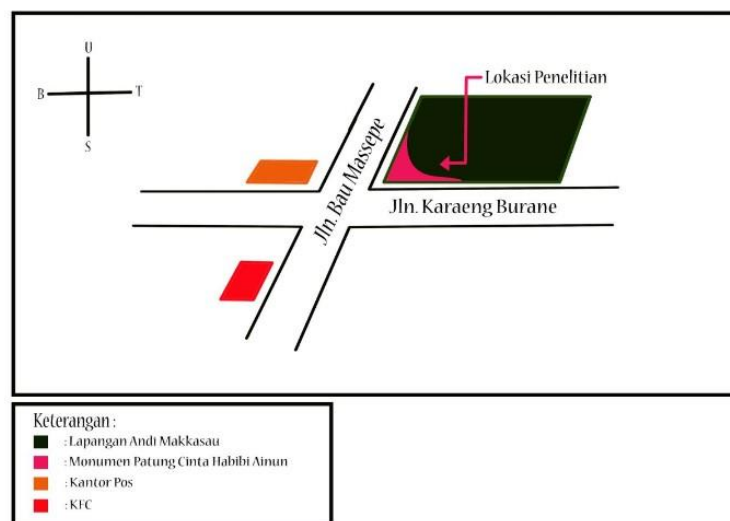 U
B T
S
Lokasi Penelitian
Jln. Bau Massepe
Jln. Karaeng Burane
Keterangan :
: Lapangan Andi Makkasau
: Monumen Patung Cinta Habibi Ainun
: Kantor Pos
: KFC